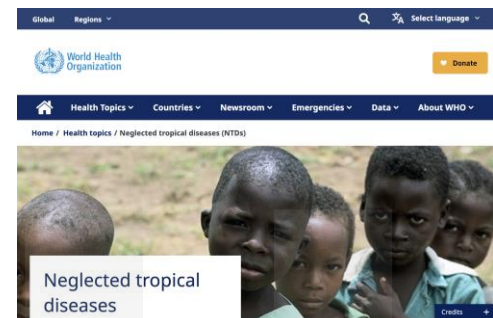 Global Regions Select language
World Health
Organization
Donate
Health Topics Countries Newsroom Emergencies Data About WHO
Home / Health topics / Neglected tropical diseases (NTDs)
Neglected tropical
diseases
Credits +